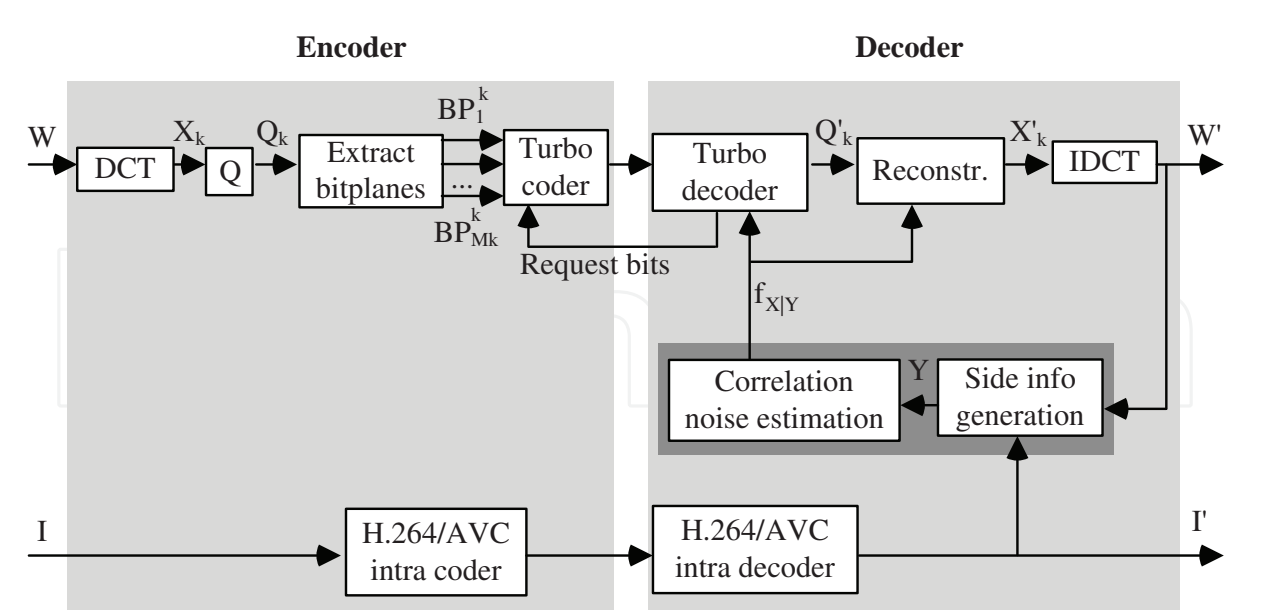 Encoder
Decoder
W
DCT
X_k
Q
Q_k
Extract
bitplanes
BP_1^k
...
BP_Mk^k
Turbo
coder
Request bits
Turbo
decoder
Q'_k
Reconstr.
X'_k
IDCT
W'
f_X|Y
Correlation
noise estimation
Y
Side info
generation
I
H.264/AVC
intra coder
H.264/AVC
intra decoder
I'